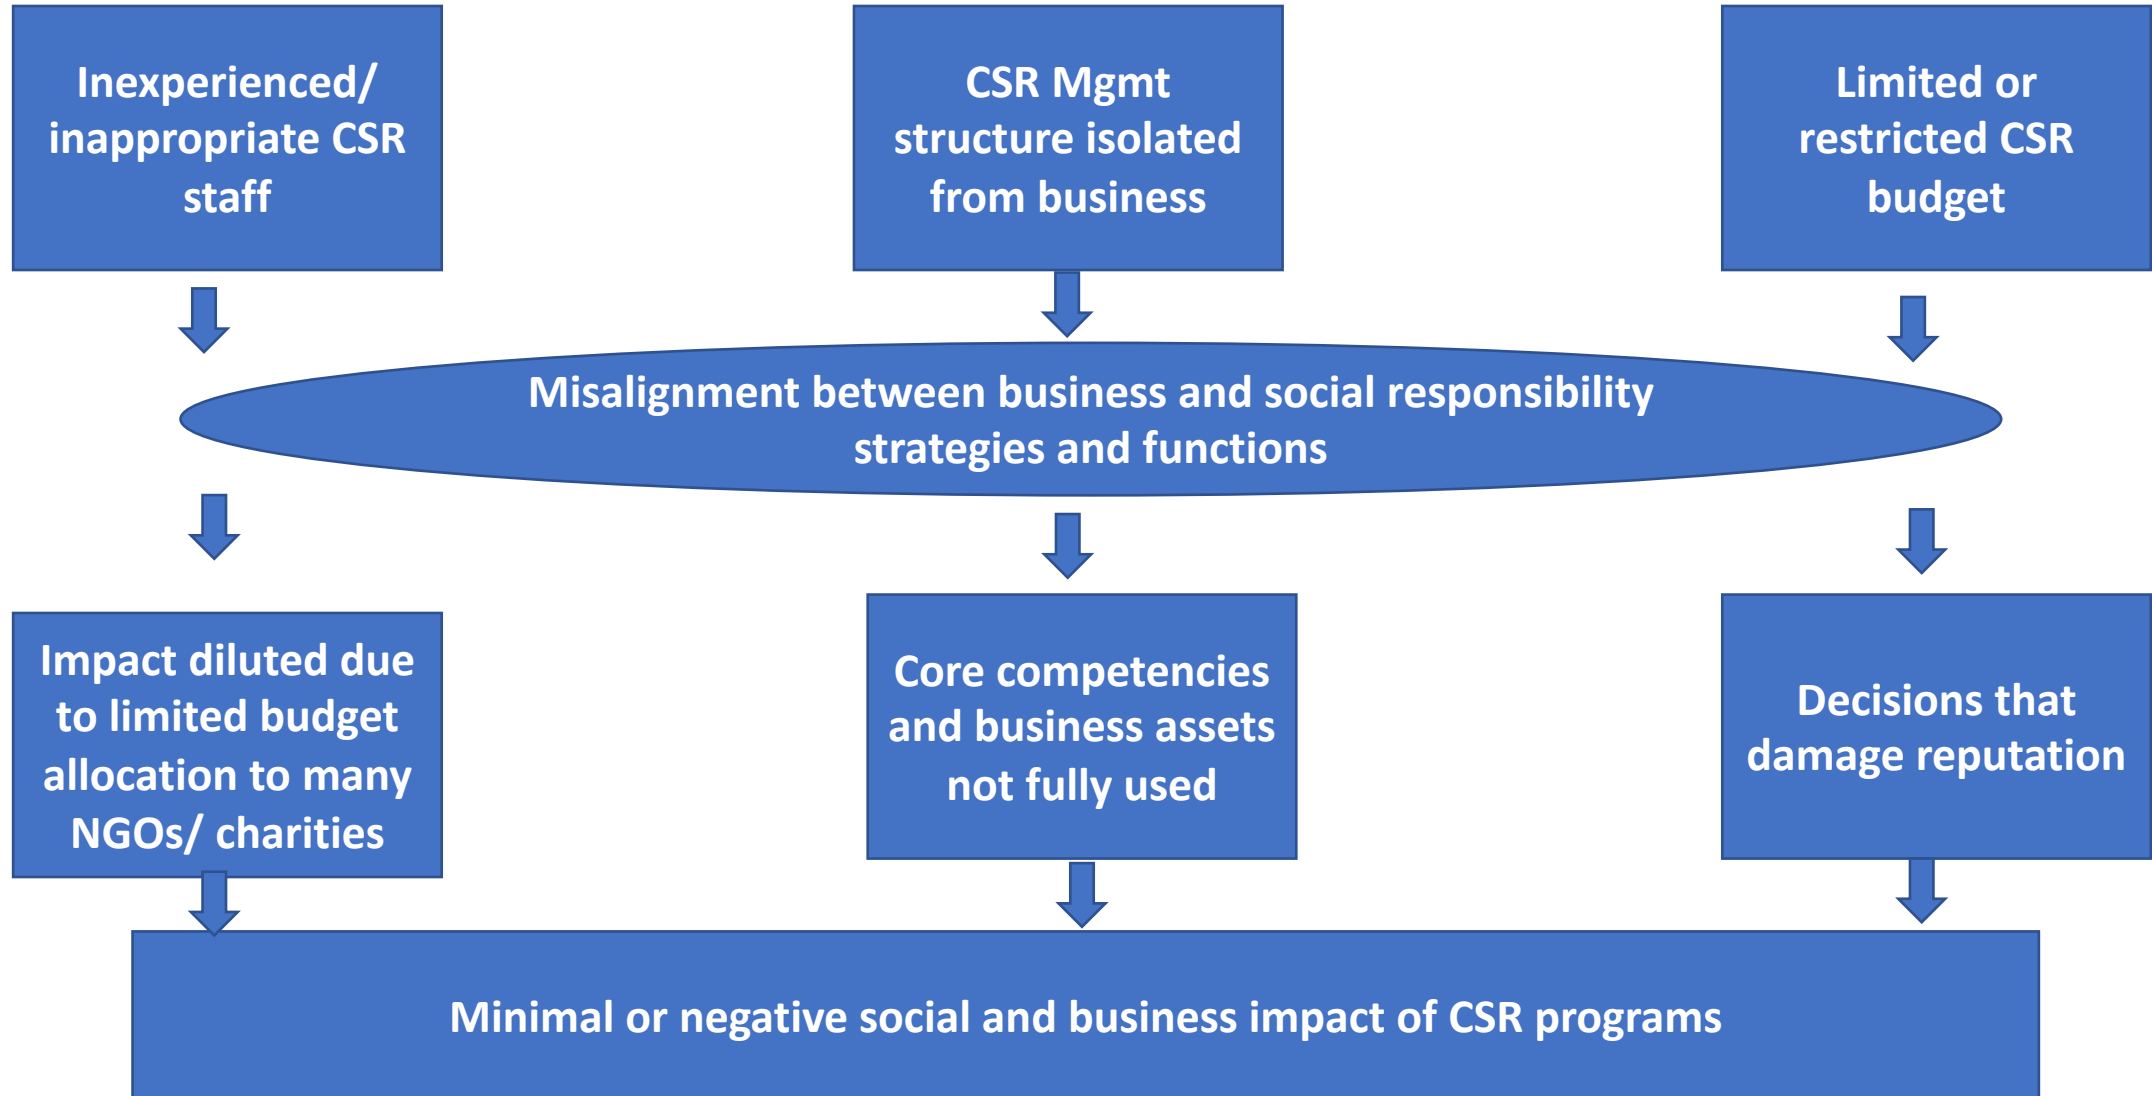 Inexperienced/
inappropriate CSR
staff
CSR Mgmt
structure isolated
from business
Limited or
restricted CSR
budget
Misalignment between business and social responsibility
strategies and functions
Impact diluted due
to limited budget
allocation to many
NGOs/ charities
Core competencies
and business assets
not fully used
Decisions that
damage reputation
Minimal or negative social and business impact of CSR programs